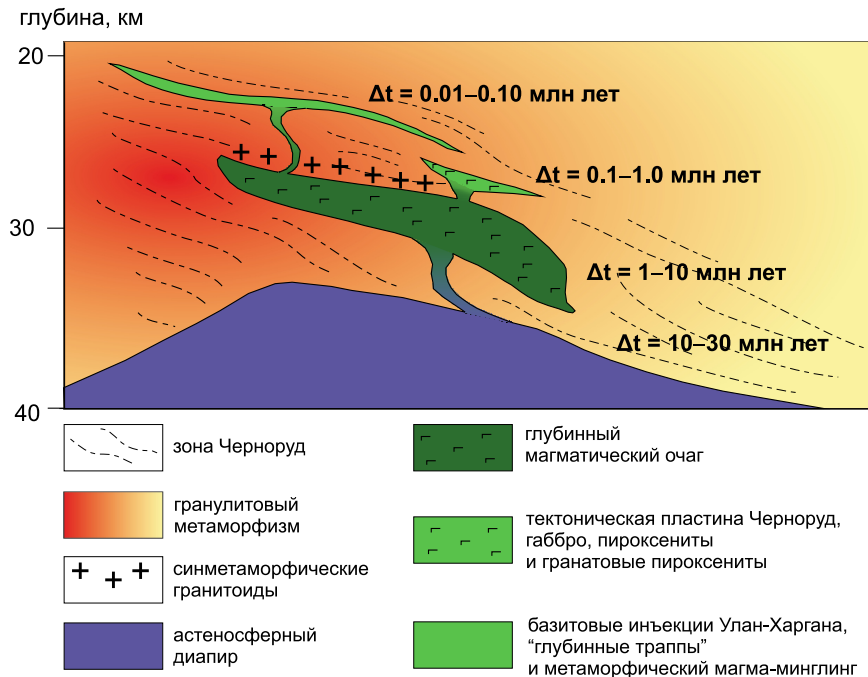 глубина, км
20
Δt = 0.01–0.10 млн лет
Δt = 0.1–1.0 млн лет
30
Δt = 1–10 млн лет
Δt = 10–30 млн лет
40
зона Черноруд
гранулитовый
метаморфизм
синметаморфические
гранитоиды
астеносферный
диапир
глубинный
магматический очаг
тектоническая пластина Черноруд,
габбро, пироксениты
и гранатовые пироксениты
базитовые инъекции Улан-Харгана,
“глубинные траппы”
и метаморфический магма-минглинг